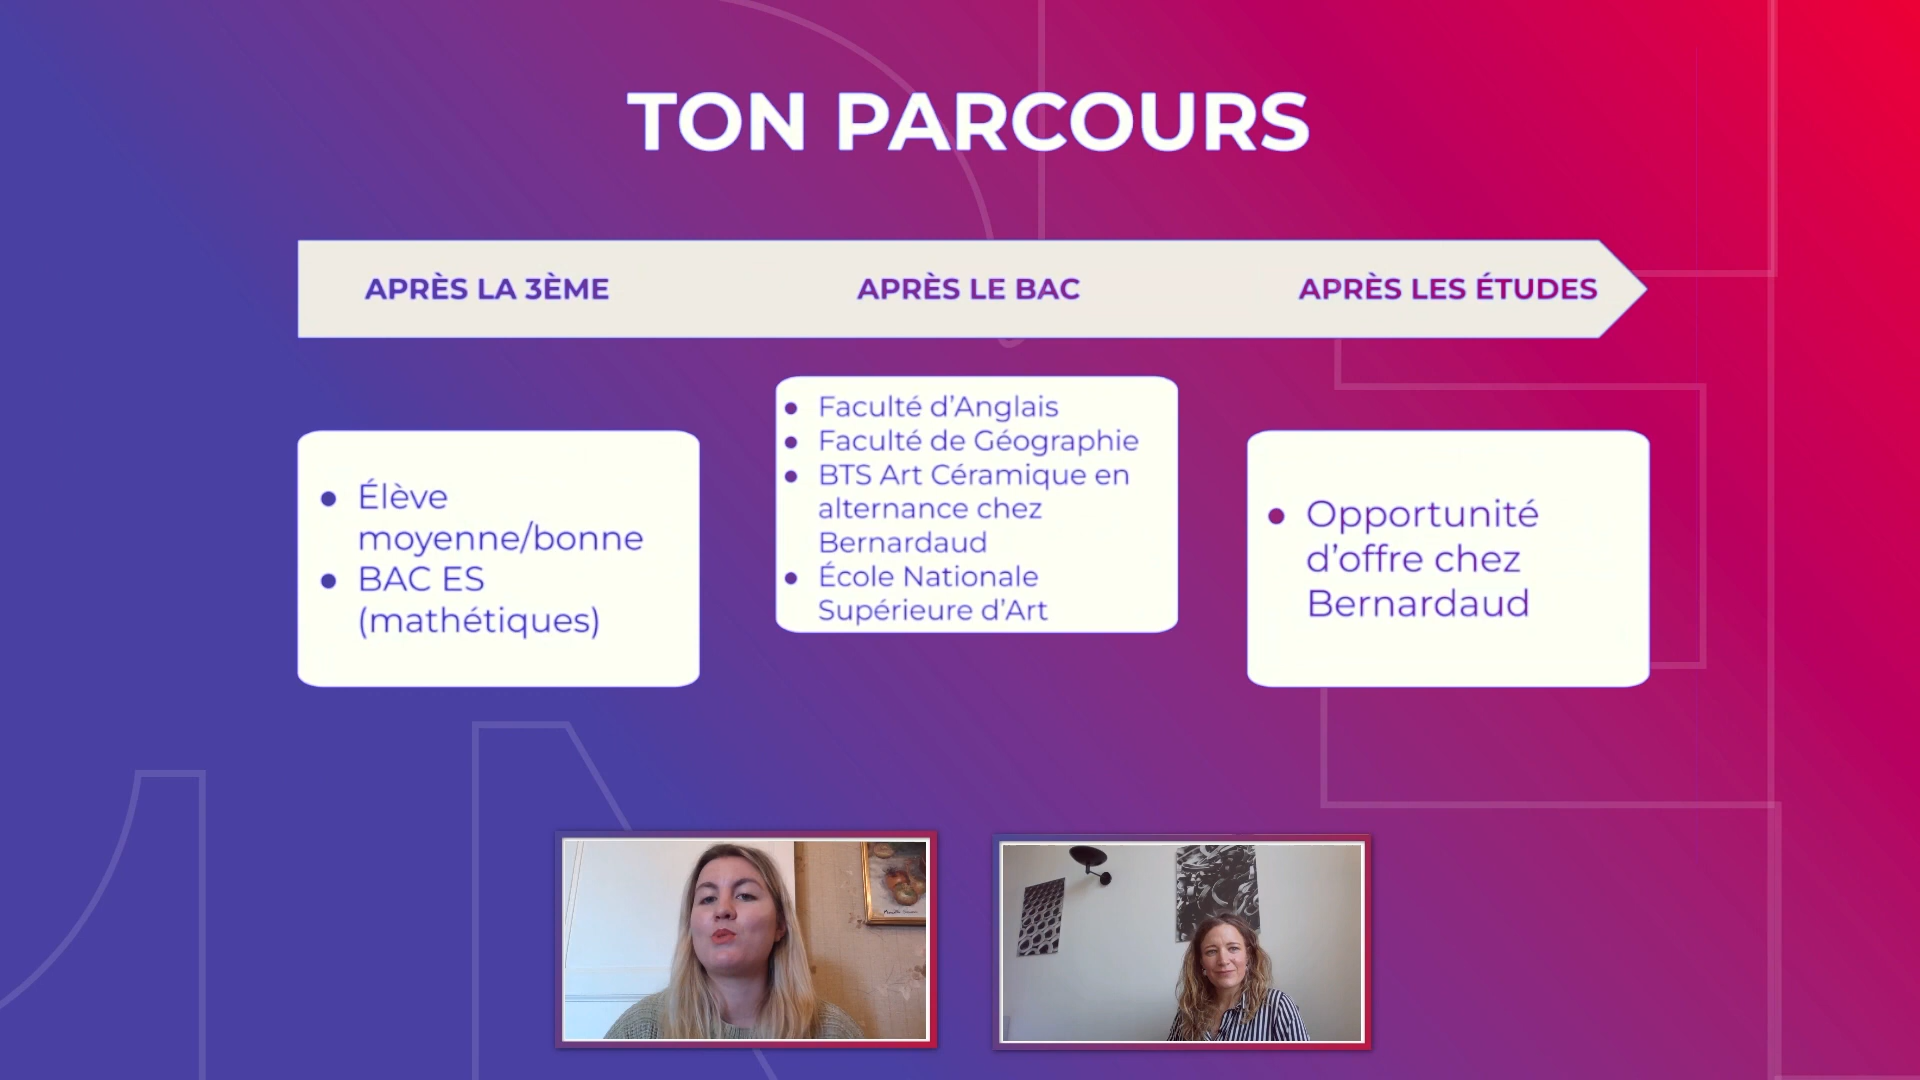 TON PARCOURS
APRÈS LA 3ÈME
APRÈS LE BAC
APRÈS LES ÉTUDES
• Élève
moyenne/bonne
• BAC ES
(mathétiques)
• Faculté d’Anglais
• Faculté de Géographie
• BTS Art Céramique en
alternance chez
Bernardaud
• École Nationale
Supérieure d’Art
• Opportunité
d’offre chez
Bernardaud